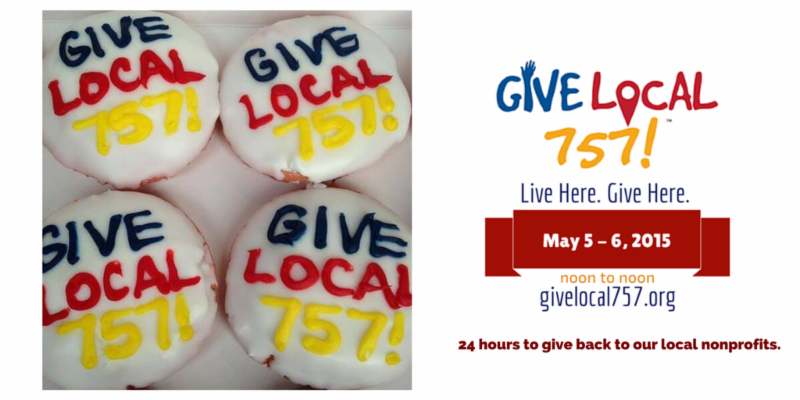 GIVE
LOCAL
757!
GIVE
LOCAL
757!
GIVE
LOCAL
757!
GIVE
LOCAL
757!
GIVE LOCAL
757!™
Live Here. Give Here.
May 5 – 6, 2015
noon to noon
givelocal757.org
24 hours to give back to our local nonprofits.